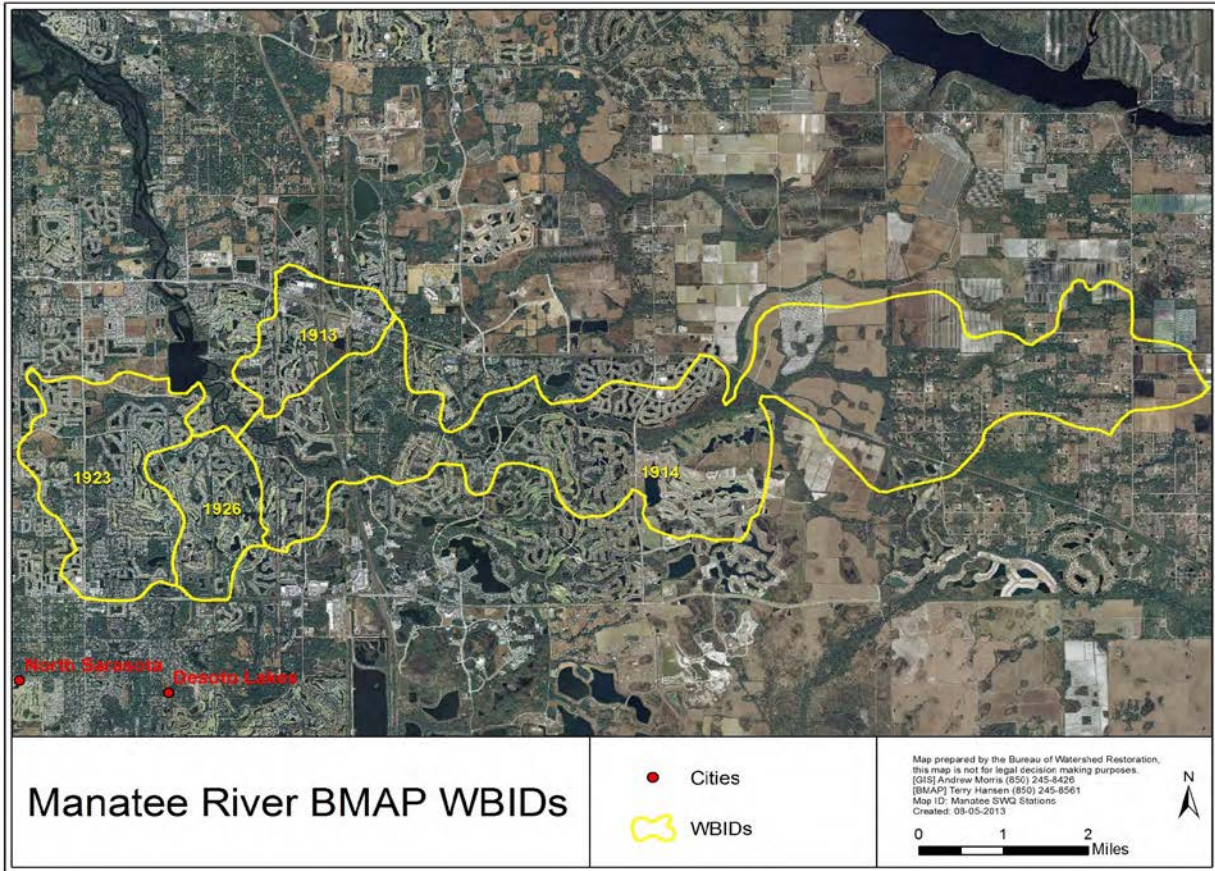 1913
1923
1926
1914
North Sarasota
Desoto Lakes
Manatee River BMAP WBIDs
Cities
WBIDs
Map prepared by the Bureau of Watershed Restoration,
this map is not for legal decision making purposes.
[GIS] Andrew Morris (850) 245-8426
[BMAP] Terry Hansen (850) 245-8561
Map ID: Manatee SWQ Stations
Created: 08-05-2013
N
0 1 2
Miles